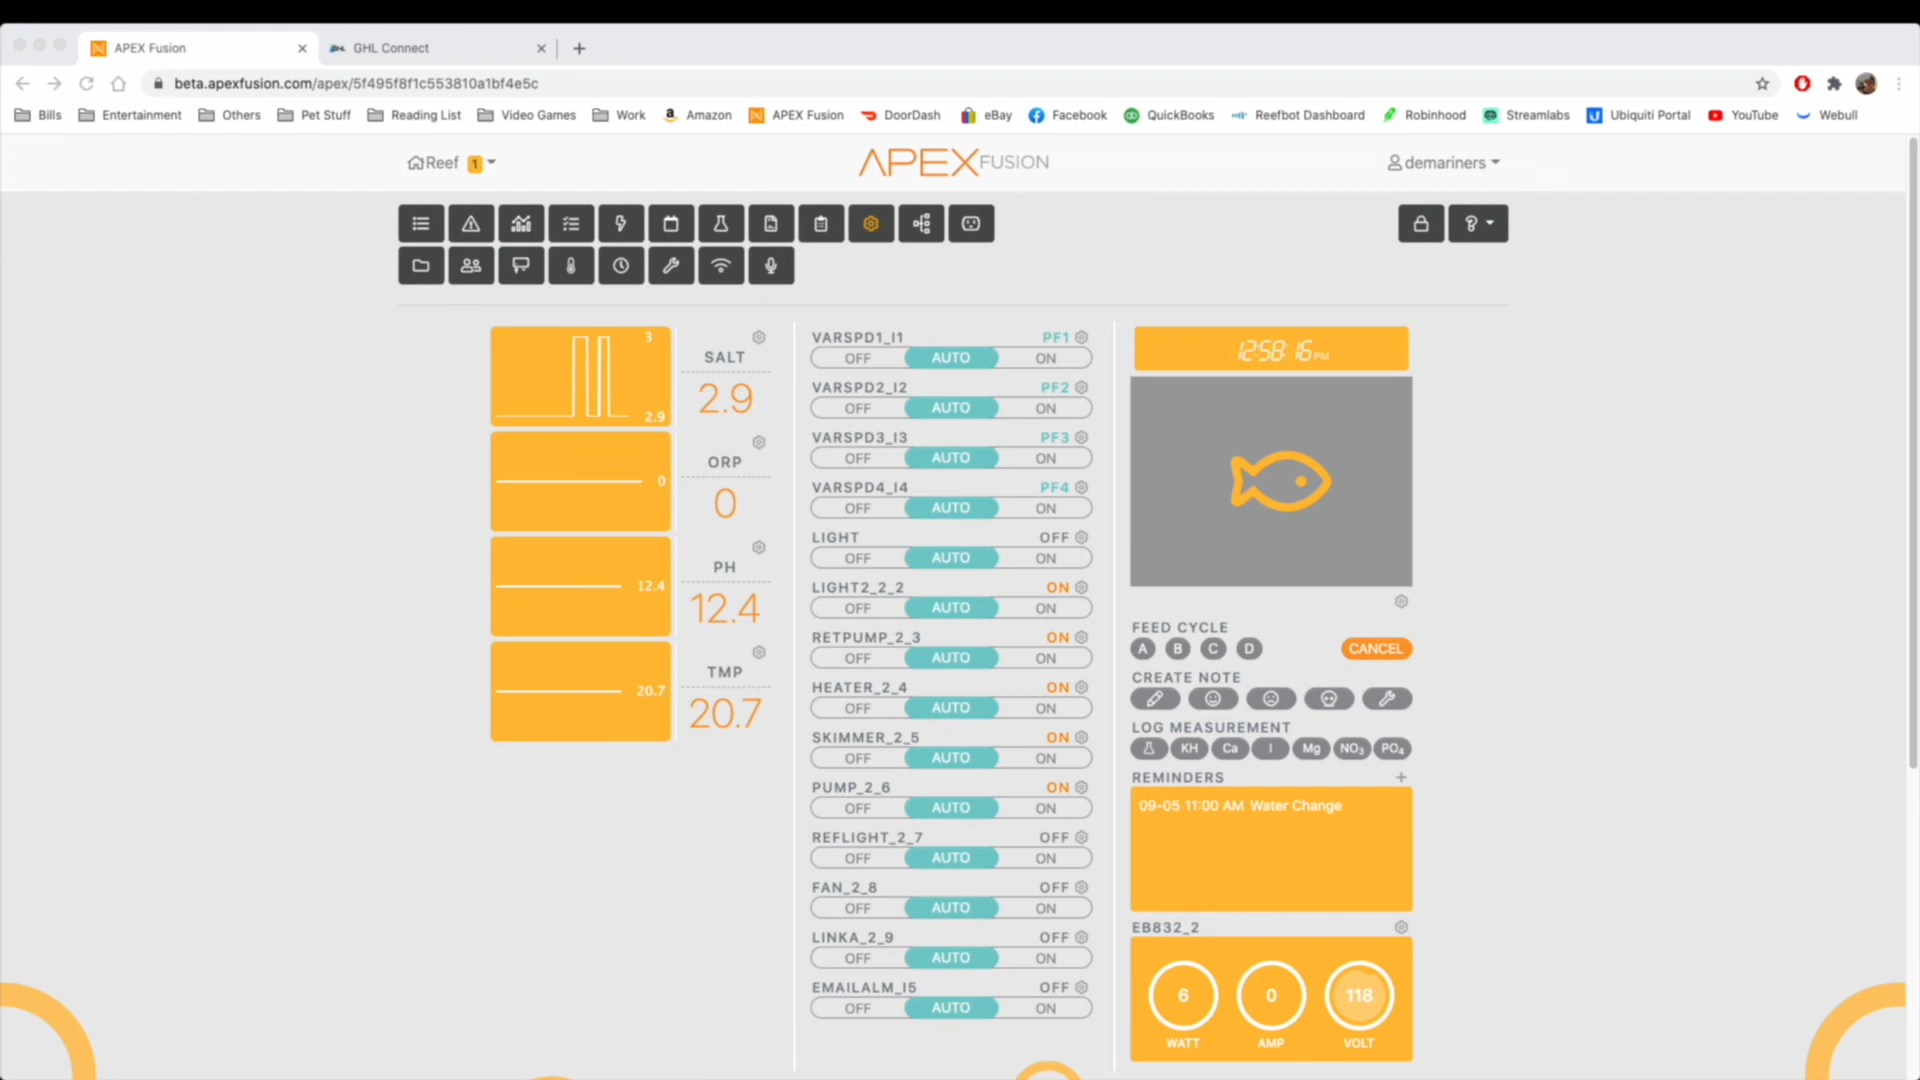 APEX Fusion
GHL Connect
beta.apexfusion.com/apex/5f495f8f1c553810a1bf4e5c
Bills Entertainment Others Pet Stuff Reading List Video Games Work Amazon APEX Fusion DoorDash eBay Facebook QuickBooks Reefbot Dashboard Robinhood Streamlabs Ubiquiti Portal YouTube Webull
Reef 1
APEX FUSION
demariners
3
2.9
SALT
2.9
0
ORP
0
12.4
PH
12.4
20.7
TMP
20.7
VARSPD1_I1 PF1
OFF AUTO ON
VARSPD2_I2 PF2
OFF AUTO ON
VARSPD3_I3 PF3
OFF AUTO ON
VARSPD4_I4 PF4
OFF AUTO ON
LIGHT OFF
OFF AUTO ON
LIGHT2_2_2 ON
OFF AUTO ON
RETPUMP_2_3 ON
OFF AUTO ON
HEATER_2_4 ON
OFF AUTO ON
SKIMMER_2_5 ON
OFF AUTO ON
PUMP_2_6 ON
OFF AUTO ON
REFLIGHT_2_7 OFF
OFF AUTO ON
FAN_2_8 OFF
OFF AUTO ON
LINKA_2_9 OFF
OFF AUTO ON
EMAILALM_I5 OFF
OFF AUTO ON
12:58:16 PM
FEED CYCLE
A B C D CANCEL
CREATE NOTE
LOG MEASUREMENT
KH Ca I Mg NO3 PO4
REMINDERS +
09-05 11:00 AM Water Change
EB832_2
6 0 118
WATT AMP VOLT